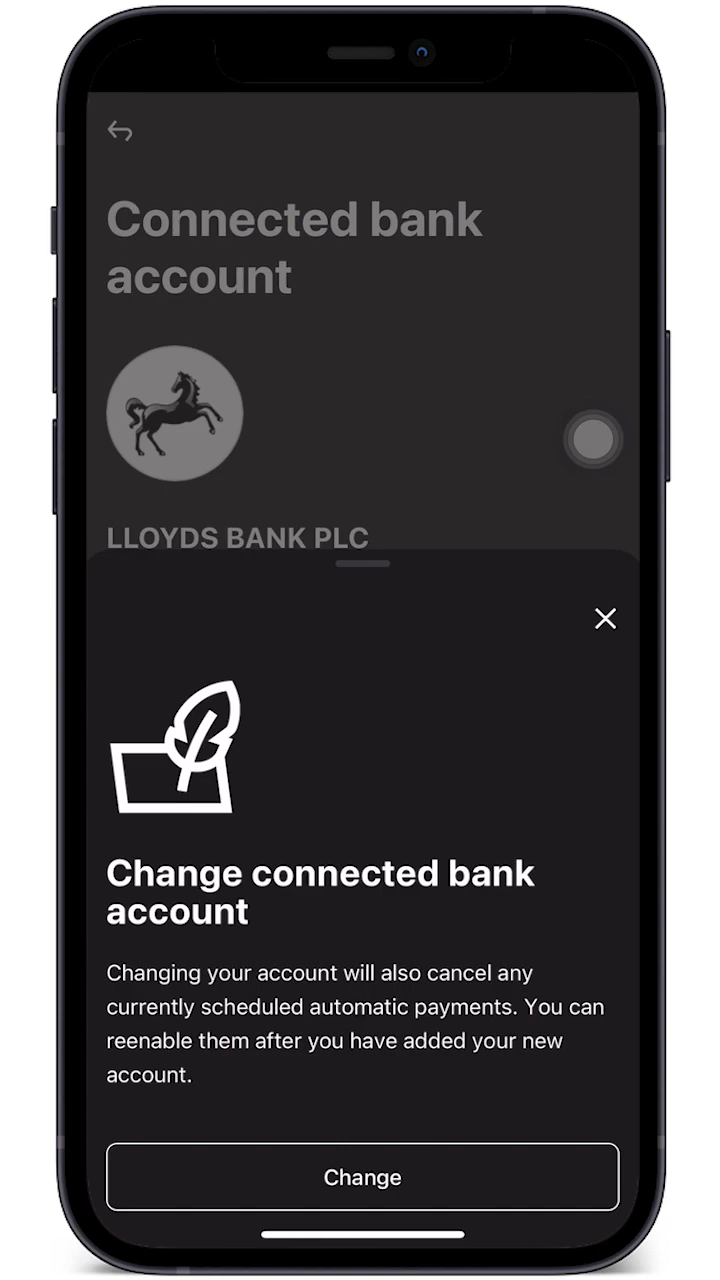 Connected bank
account
LLOYDS BANK PLC
Change connected bank
account
Changing your account will also cancel any
currently scheduled automatic payments. You can
reenable them after you have added your new
account.
Change